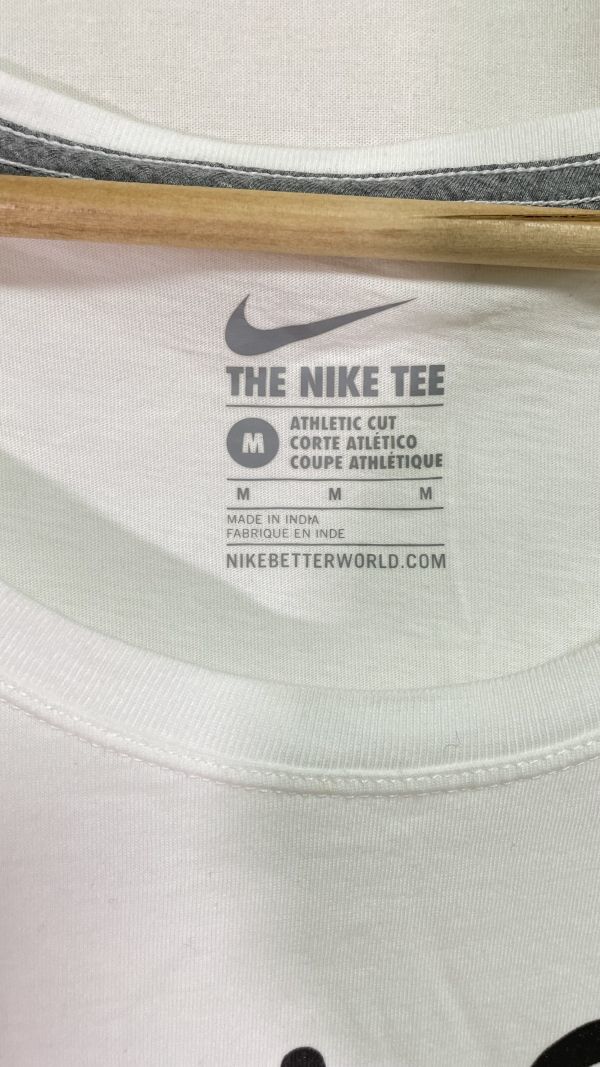 THE NIKE TEE
M
ATHLETIC CUT
CORTE ATLÉTICO
COUPE ATHLÉTIQUE
M M M
MADE IN INDIA
FABRIQUE EN INDE
NIKEBETTERWORLD.COM